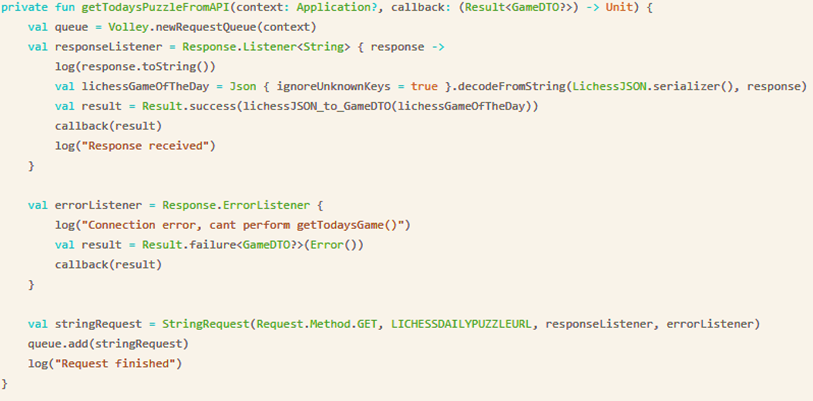 private fun getTodaysPuzzleFromAPI(context: Application?, callback: (Result<GameDTO?>) -> Unit) {
    val queue = Volley.newRequestQueue(context)
    val responseListener = Response.Listener<String> { response ->
        log(response.toString())
        val lichessGameOfTheDay = Json { ignoreUnknownKeys = true }.decodeFromString(LichessJSON.serializer(), response)
        val result = Result.success(lichessJSON_to_GameDTO(lichessGameOfTheDay))
        callback(result)
        log("Response received")
    }

    val errorListener = Response.ErrorListener {
        log("Connection error, cant perform getTodaysGame()")
        val result = Result.failure<GameDTO?>(Error())
        callback(result)
    }

    val stringRequest = StringRequest(Request.Method.GET, LICHESSDAILYPUZZLEURL, responseListener, errorListener)
    queue.add(stringRequest)
    log("Request finished")
}